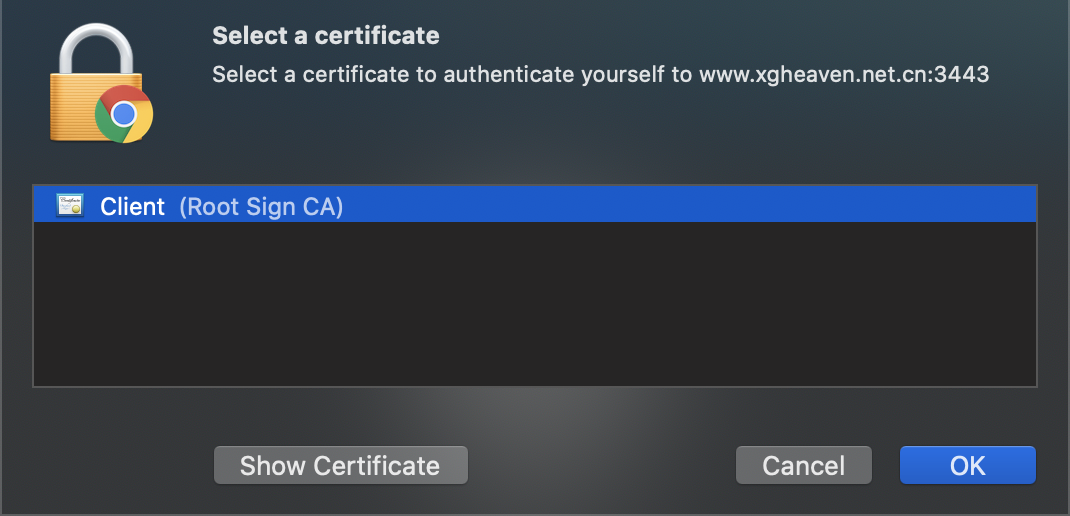 Select a certificate
Select a certificate to authenticate yourself to www.xgheaven.net.cn:3443
Client (Root Sign CA)
Show Certificate
Cancel
OK